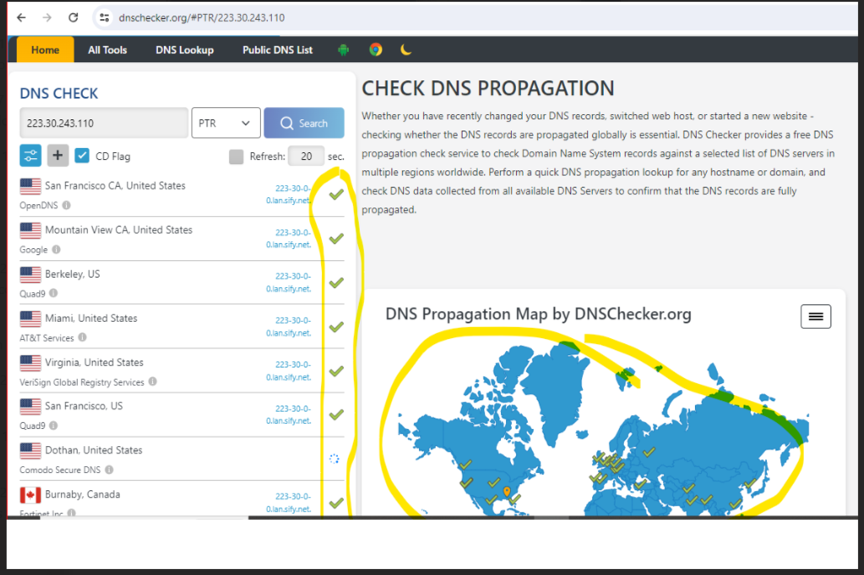 dnschecker.org/#PTR/223.30.243.110
Home All Tools DNS Lookup Public DNS List
DNS CHECK
223.30.243.110 PTR Search
CD Flag Refresh: 20 sec.
San Francisco CA, United States
OpenDNS
223-30-0-
0.lan.sify.net.
Mountain View CA, United States
Google
223-30-0-
0.lan.sify.net.
Berkeley, US
Quad9
223-30-0-
0.lan.sify.net.
Miami, United States
AT&T Services
223-30-0-
0.lan.sify.net.
Virginia, United States
VeriSign Global Registry Services
223-30-0-
0.lan.sify.net.
San Francisco, US
Quad9
223-30-0-
0.lan.sify.net.
Dothan, United States
Comodo Secure DNS
Burnaby, Canada
Fortinet Inc
223-30-0-
0.lan.sify.net.
CHECK DNS PROPAGATION
Whether you have recently changed your DNS records, switched web host, or started a new website -
checking whether the DNS records are propagated globally is essential. DNS Checker provides a free DNS
propagation check service to check Domain Name System records against a selected list of DNS servers in
multiple regions worldwide. Perform a quick DNS propagation lookup for any hostname or domain, and
check DNS data collected from all available DNS Servers to confirm that the DNS records are fully
propagated.
DNS Propagation Map by DNSChecker.org